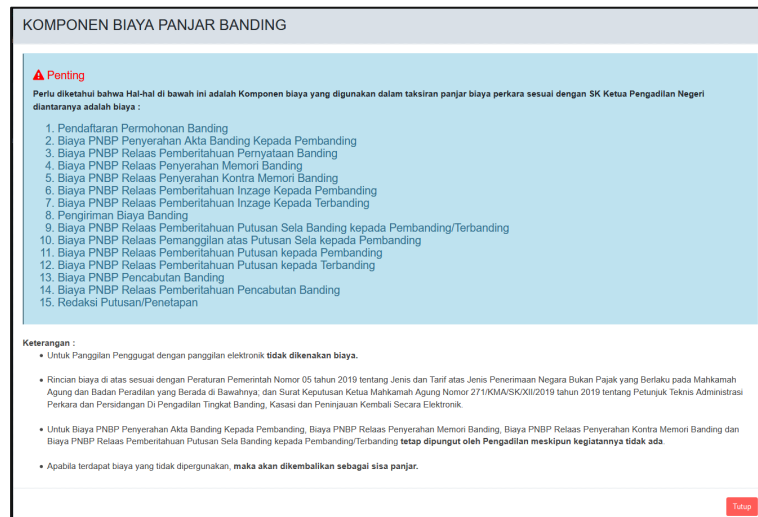 KOMPONEN BIAYA PANJAR BANDING
Penting
Perlu diketahui bahwa Hal-hal di bawah ini adalah Komponen biaya yang digunakan dalam taksiran panjar biaya perkara sesuai dengan SK Ketua Pengadilan Negeri
diantaranya adalah biaya :
1. Pendaftaran Permohonan Banding
2. Biaya PNBP Penyerahan Akta Banding Kepada Pembanding
3. Biaya PNBP Relaas Pemberitahuan Pernyataan Banding
4. Biaya PNBP Relaas Penyerahan Memori Banding
5. Biaya PNBP Relaas Penyerahan Kontra Memori Banding
6. Biaya PNBP Relaas Pemberitahuan Inzage Kepada Pembanding
7. Biaya PNBP Relaas Pemberitahuan Inzage Kepada Terbanding
8. Pengiriman Biaya Banding
9. Biaya PNBP Relaas Pemberitahuan Putusan Sela Banding kepada Pembanding/Terbanding
10. Biaya PNBP Relaas Pemanggilan atas Putusan Sela kepada Pembanding
11. Biaya PNBP Relaas Pemberitahuan Putusan kepada Pembanding
12. Biaya PNBP Relaas Pemberitahuan Putusan kepada Terbanding
13. Biaya PNBP Pencabutan Banding
14. Biaya PNBP Relaas Pemberitahuan Pencabutan Banding
15. Redaksi Putusan/Penetapan
Keterangan :
• Untuk Panggilan Penggugat dengan panggilan elektronik tidak dikenakan biaya.
• Rincian biaya di atas sesuai dengan Peraturan Pemerintah Nomor 05 tahun 2019 tentang Jenis dan Tarif atas Jenis Penerimaan Negara Bukan Pajak yang Berlaku pada Mahkamah
Agung dan Badan Peradilan yang Berada di Bawahnya; dan Surat Keputusan Ketua Mahkamah Agung Nomor 271/KMA/SK/XII/2019 tahun 2019 tentang Petunjuk Teknis Administrasi
Perkara dan Persidangan Di Pengadilan Tingkat Banding, Kasasi dan Peninjauan Kembali Secara Elektronik.
• Untuk Biaya PNBP Penyerahan Akta Banding Kepada Pembanding, Biaya PNBP Relaas Penyerahan Memori Banding, Biaya PNBP Relaas Penyerahan Kontra Memori Banding dan
Biaya PNBP Relaas Pemberitahuan Putusan Sela Banding kepada Pembanding/Terbanding tetap dipungut oleh Pengadilan meskipun kegiatannya tidak ada.
• Apabila terdapat biaya yang tidak dipergunakan, maka akan dikembalikan sebagai sisa panjar.
Tutup